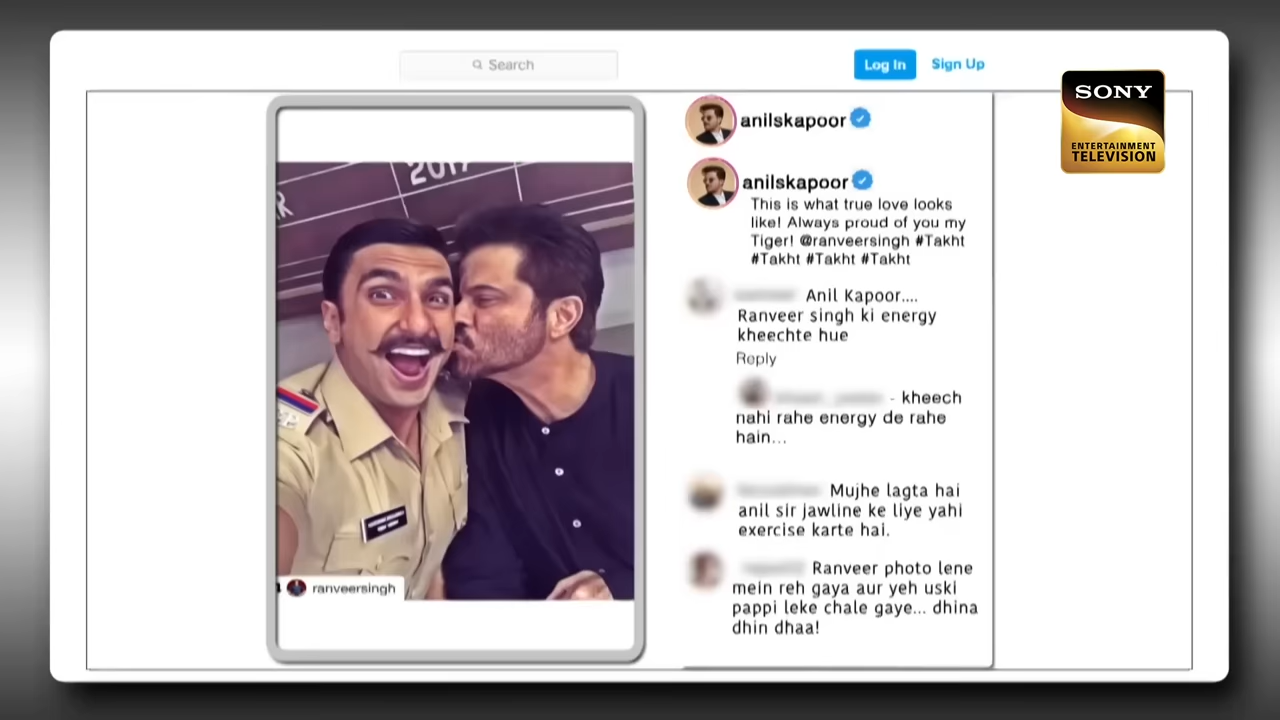 Search
Log In
Sign Up
SONY
ENTERTAINMENT
TELEVISION
2017
AR
ranveersingh
anilskapoor
anilskapoor
This is what true love looks
like! Always proud of you my
Tiger! @ranveersingh #Takht
#Takht #Takht #Takht
Anil Kapoor....
Ranveer singh ki energy
kheechte hue
Reply
- kheech
nahi rahe energy de rahe
hain...
Mujhe lagta hai
anil sir jawline ke liye yahi
exercise karte hai.
Ranveer photo lene
mein reh gaya aur yeh uski
pappi leke chale gaye... dhina
dhin dhaa!